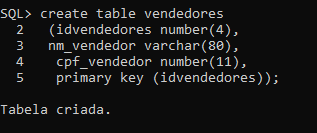 SQL> create table vendedores
  2   (idvendedores number(4),
  3   nm_vendedor varchar(80),
  4    cpf_vendedor number(11),
  5    primary key (idvendedores));
Tabela criada.